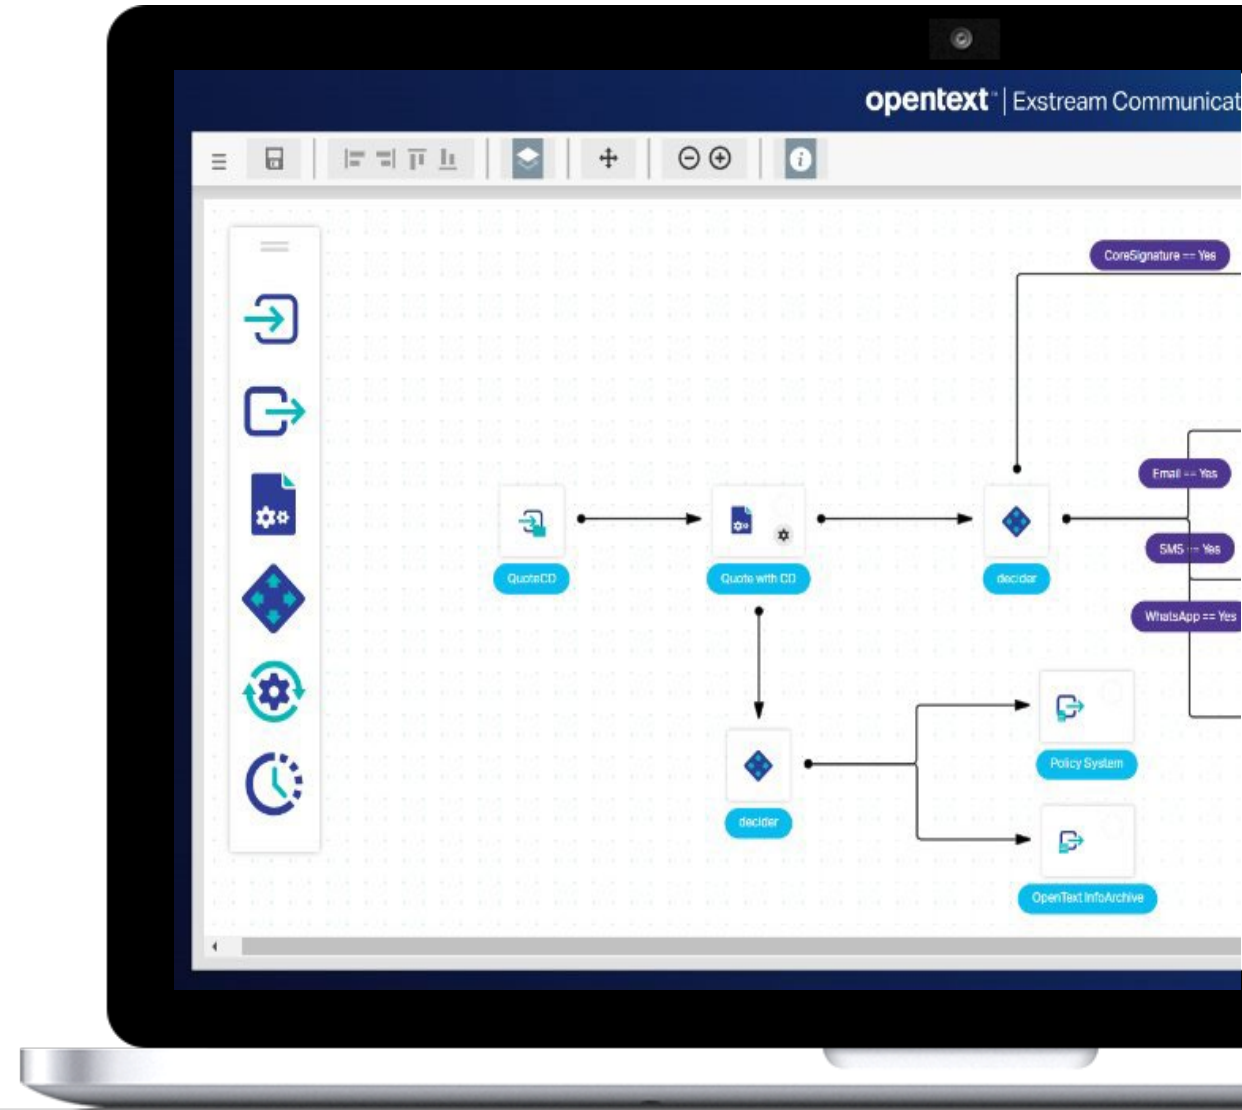 opentext™ | Exstream Communicat
CoreSignature == Yes
Email == Yes
QuoteCD
Quote with CD
decider
SMS == Yes
WhatsApp == Yes
Policy System
decider
OpenText InfoArchive